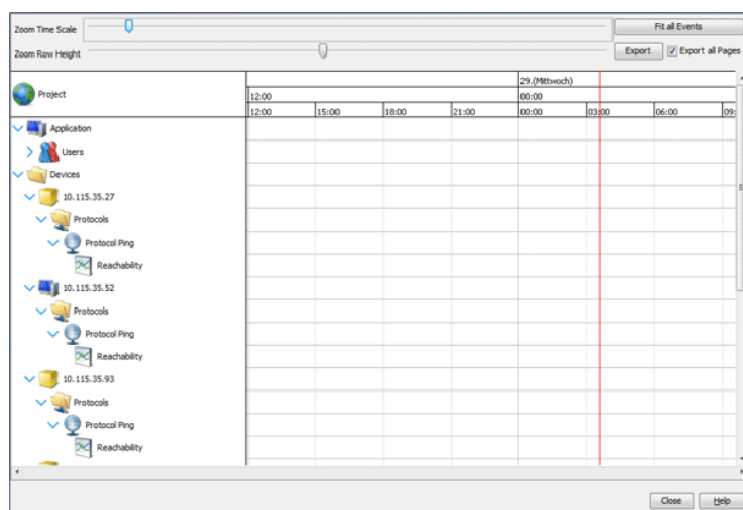 Zoom Time Scale
Fit all Events
Zoom Row Height
Export
Export all Pages
Project
29.(Mittwoch)
12:00 00:00
12:00 15:00 18:00 21:00 00:00 03:00 06:00 09:
Application
Users
Devices
10.115.35.27
Protocols
Protocol Ping
Reachability
10.115.35.52
Protocols
Protocol Ping
Reachability
10.115.35.93
Protocols
Protocol Ping
Reachability
Close Help